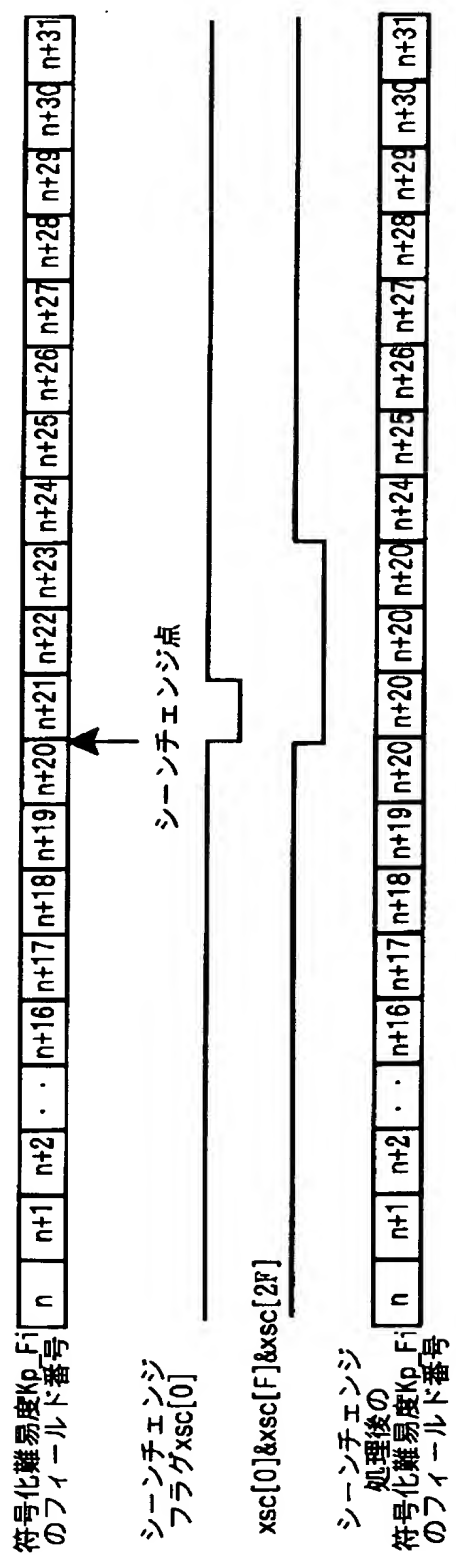 符号化難易度Kp_Fi
のフィールド番号
n n+1 n+2 ・・ n+16 n+17 n+18 n+19 n+20 n+21 n+22 n+23 n+24 n+25 n+26 n+27 n+28 n+29 n+30 n+31
シーンチェンジ点
シーンチェンジ
フラグxsc[0]
xsc[0]&xsc[F]&xsc[2F]
シーンチェンジ
処理後の
符号化難易度Kp_Fi
のフィールド番号
n n+1 n+2 ・・ n+16 n+17 n+18 n+19 n+20 n+20 n+20 n+20 n+24 n+25 n+26 n+27 n+28 n+29 n+30 n+31